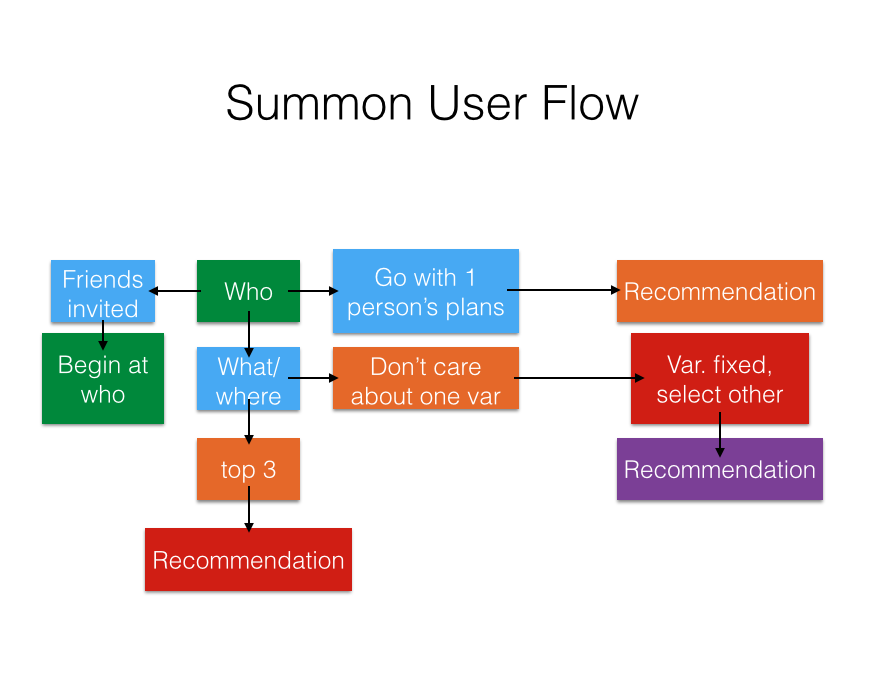 Summon User Flow
Friends
invited
Who
Go with 1
person's plans
Recommendation
Begin at
who
What/
where
Don't care
about one var
Var. fixed,
select other
top 3
Recommendation
Recommendation